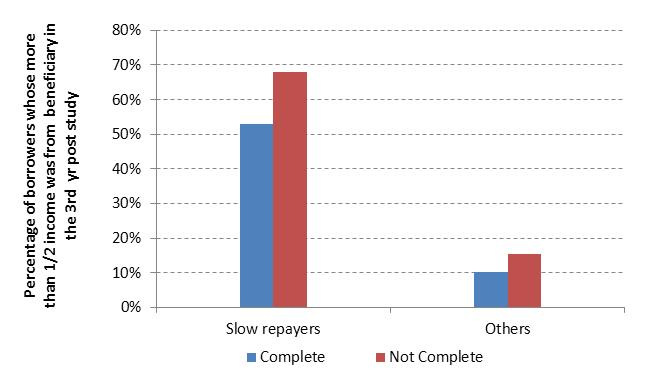 Percentage of borrowers whose more
than 1/2 income was from beneficiary in
the 3rd yr post study
80%
70%
60%
50%
40%
30%
20%
10%
0%
Slow repayers
Others
Complete
Not Complete